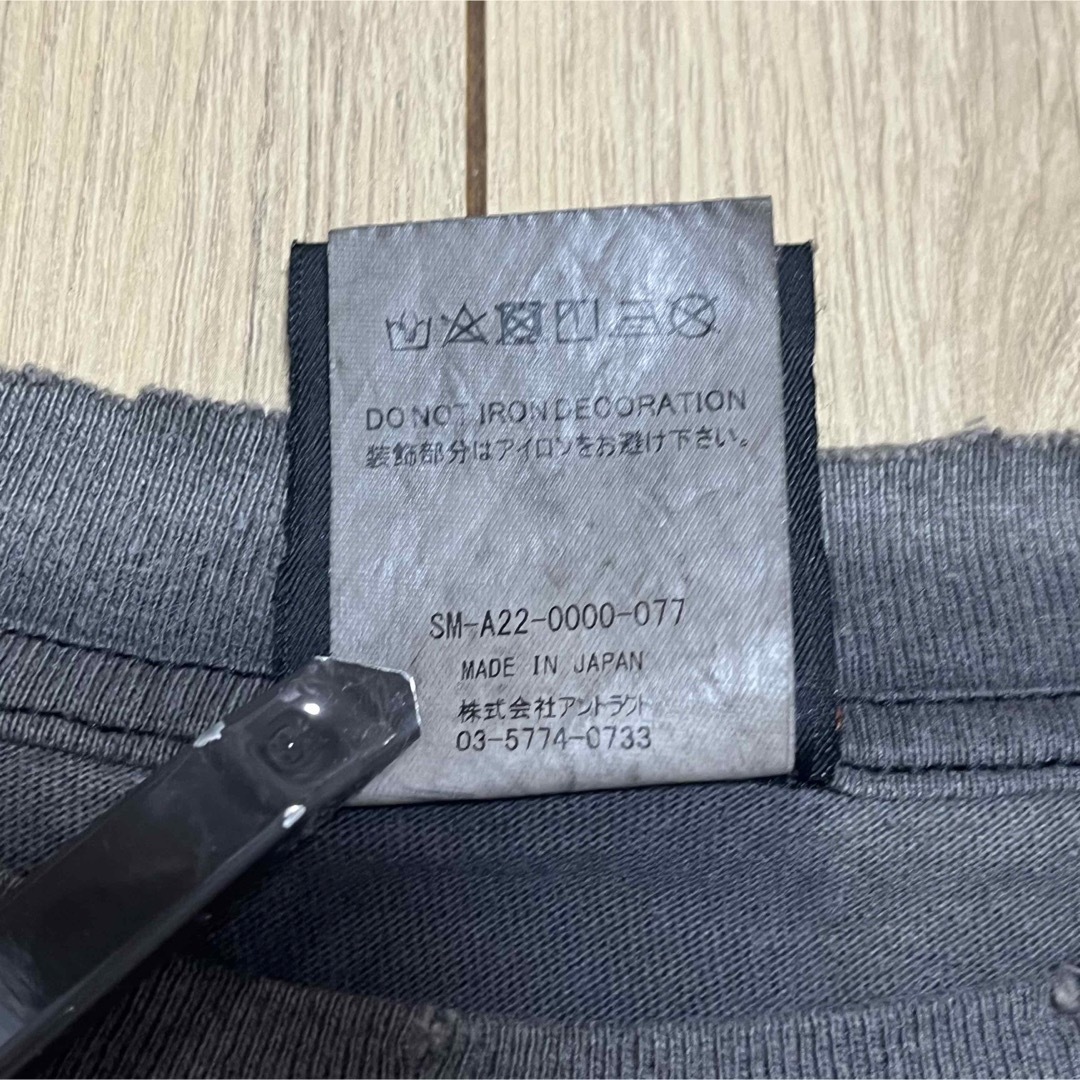 DO NOT IRON DECORATION
装飾部分はアイロンをお避け下さい。
SM-A22-0000-077
MADE IN JAPAN
株式会社アントラクト
03-5774-0733